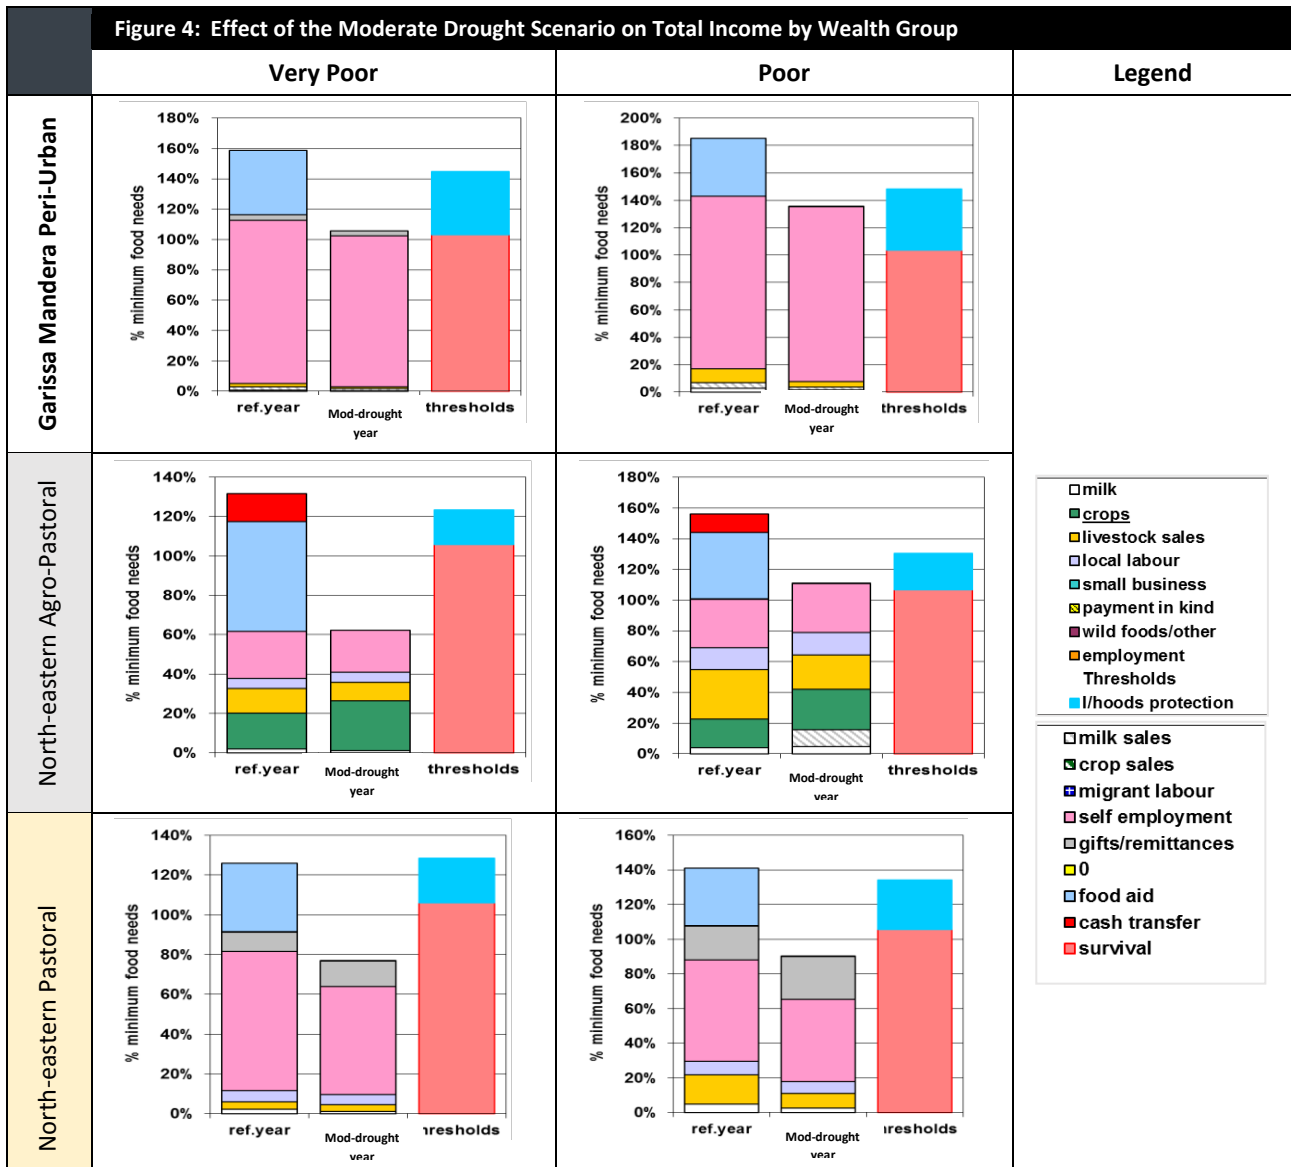 Figure 4: Effect of the Moderate Drought Scenario on Total Income by Wealth Group
Very Poor
Poor
Legend
Garissa Mandera Peri-Urban
% minimum food needs
180%
160%
140%
120%
100%
80%
60%
40%
20%
0%
ref.year
Mod-drought
year
thresholds
% minimum food needs
200%
180%
160%
140%
120%
100%
80%
60%
40%
20%
0%
ref.year
Mod-drought
year
thresholds
North-eastern Agro-Pastoral
% minimum food needs
140%
120%
100%
80%
60%
40%
20%
0%
ref.year
Mod-drought
year
thresholds
% minimum food needs
180%
160%
140%
120%
100%
80%
60%
40%
20%
0%
ref.year
Mod-drought
year
thresholds
milk
crops
livestock sales
local labour
small business
payment in kind
wild foods/other
employment
Thresholds
l/hoods protection
milk sales
crop sales
migrant labour
self employment
gifts/remittances
0
food aid
cash transfer
survival
North-eastern Pastoral
% minimum food needs
140%
120%
100%
80%
60%
40%
20%
0%
ref.year
Mod-drought
year
hresholds
% minimum food needs
160%
140%
120%
100%
80%
60%
40%
20%
0%
ref.year
Mod-drought
year
hresholds